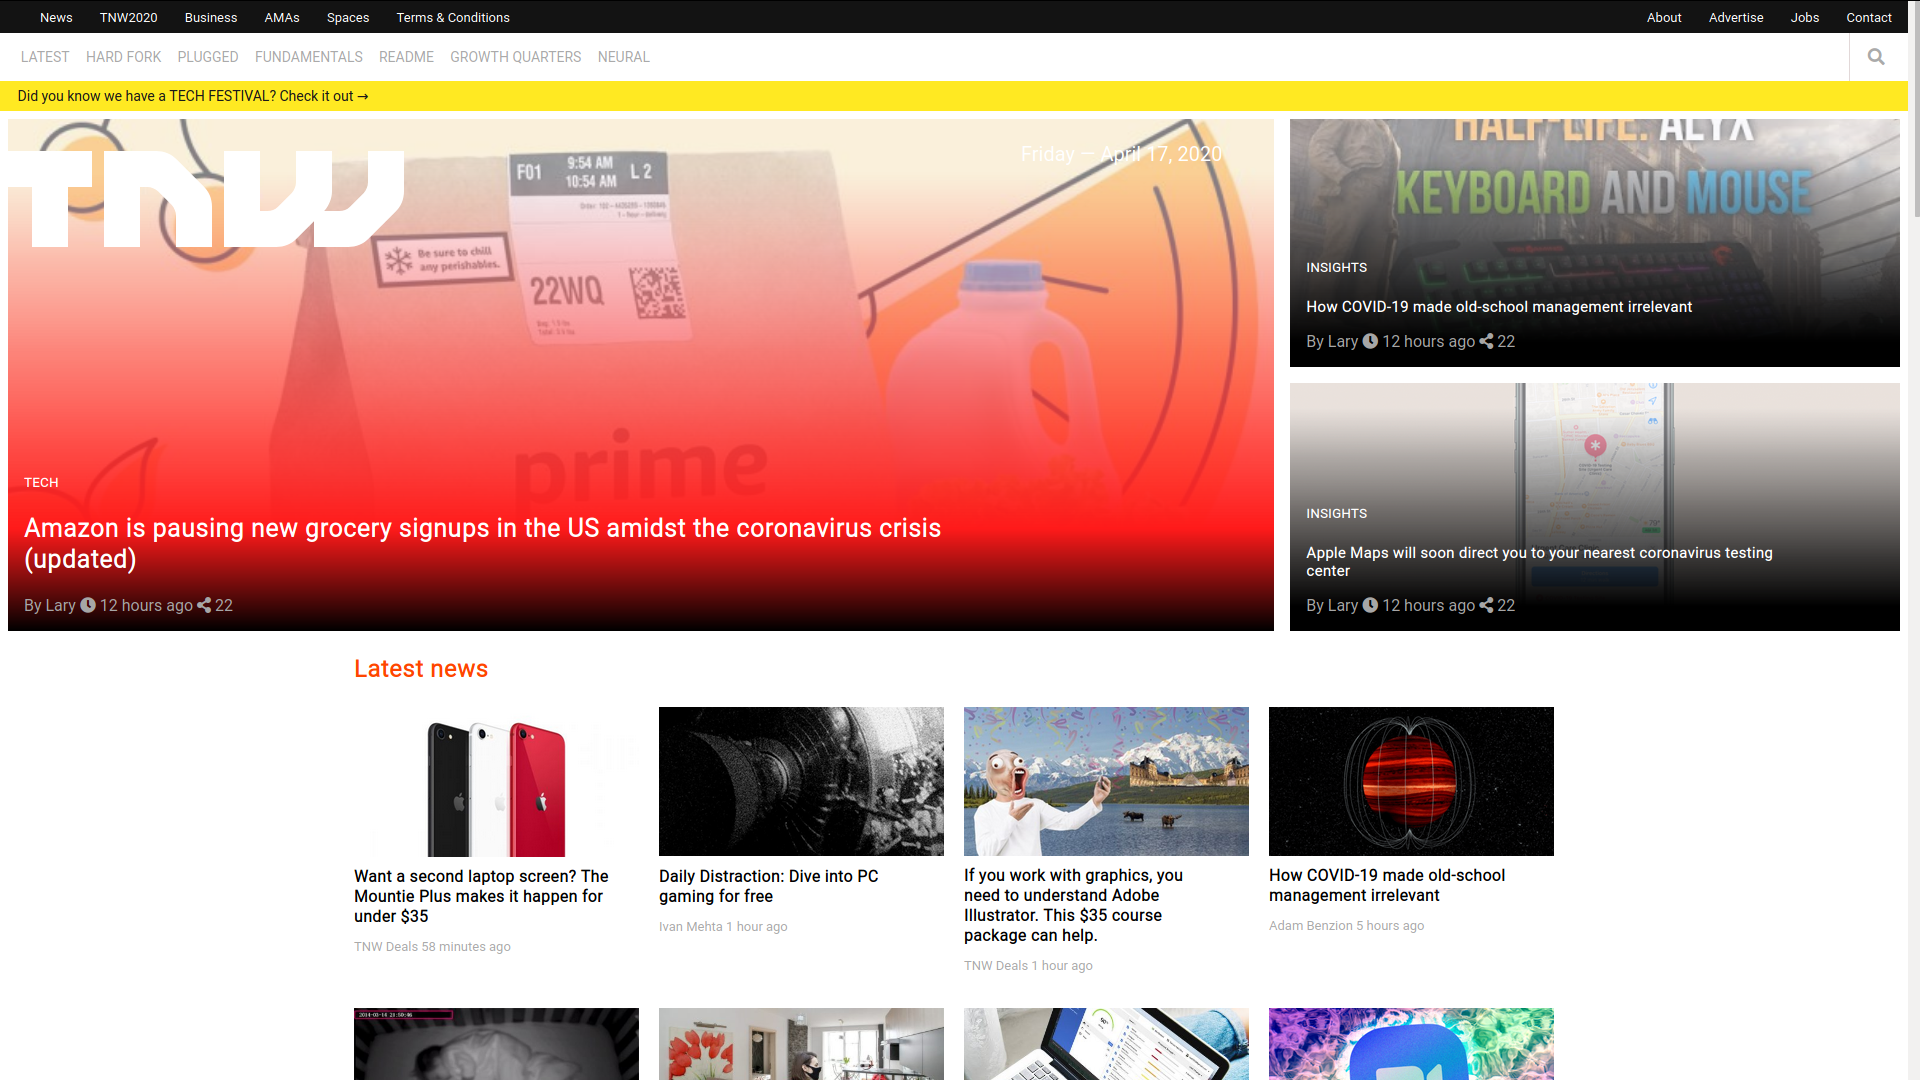 News TNW2020 Business AMAs Spaces Terms & Conditions About Advertise Jobs Contact
LATEST HARD FORK PLUGGED FUNDAMENTALS README GROWTH QUARTERS NEURAL
Did you know we have a TECH FESTIVAL? Check it out →
TNW
Friday — April 17, 2020
F01 9:54 AM 10:54 AM L 2
Be sure to chill
any perishables.
22WQ
prime
TECH
Amazon is pausing new grocery signups in the US amidst the coronavirus crisis
(updated)
By Lary 12 hours ago 22
HALF-LIFE: ALYX
KEYBOARD AND MOUSE
INSIGHTS
How COVID-19 made old-school management irrelevant
By Lary 12 hours ago 22
INSIGHTS
Apple Maps will soon direct you to your nearest coronavirus testing
center
By Lary 12 hours ago 22
Latest news
Want a second laptop screen? The
Mountie Plus makes it happen for
under $35
TNW Deals 58 minutes ago
Daily Distraction: Dive into PC
gaming for free
Ivan Mehta 1 hour ago
If you work with graphics, you
need to understand Adobe
Illustrator. This $35 course
package can help.
TNW Deals 1 hour ago
How COVID-19 made old-school
management irrelevant
Adam Benzion 5 hours ago